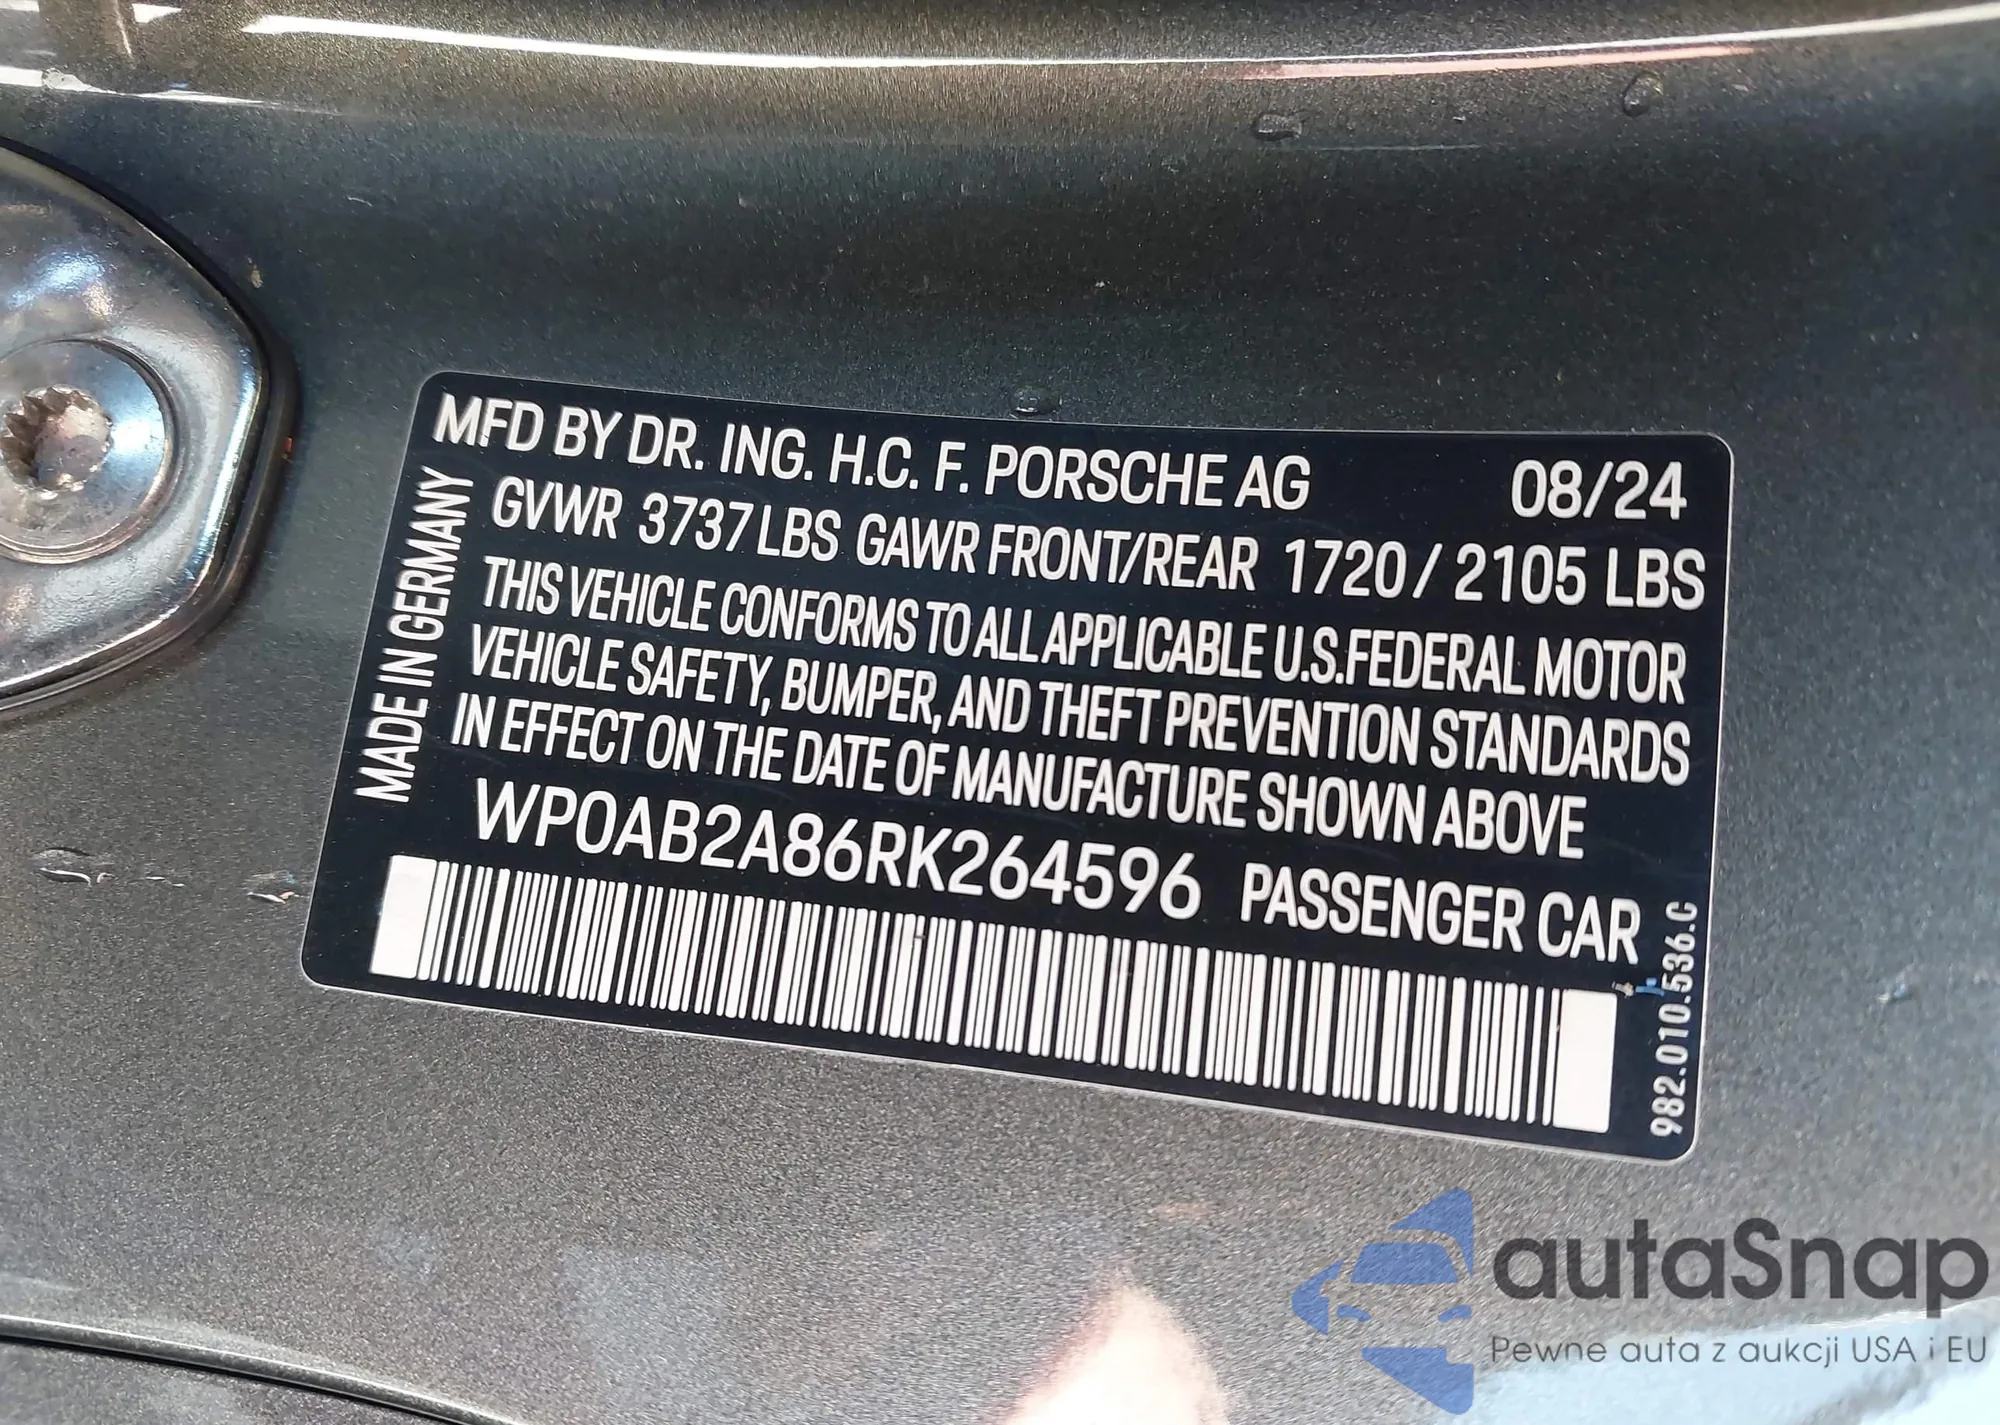 MFD BY DR. ING. H.C. F. PORSCHE AG 08/24
GVWR 3737 LBS GAWR FRONT/REAR 1720 / 2105 LBS
THIS VEHICLE CONFORMS TO ALL APPLICABLE U.S.FEDERAL MOTOR
VEHICLE SAFETY, BUMPER, AND THEFT PREVENTION STANDARDS
IN EFFECT ON THE DATE OF MANUFACTURE SHOWN ABOVE
WP0AB2A86RK264596 PASSENGER CAR
MADE IN GERMANY
982.010.536.C
autaSnap
Pewne auta z aukcji USA i EU